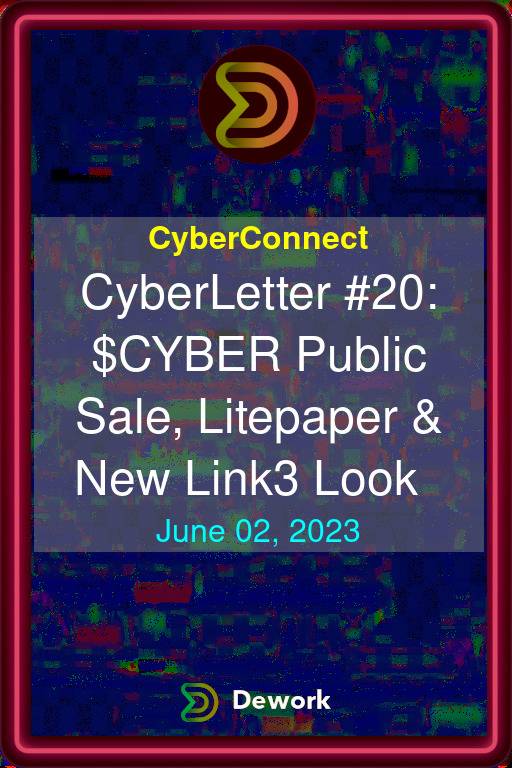 CyberConnect
CyberLetter #20:
$CYBER Public
Sale, Litepaper &
New Link3 Look
June 02, 2023
Dework